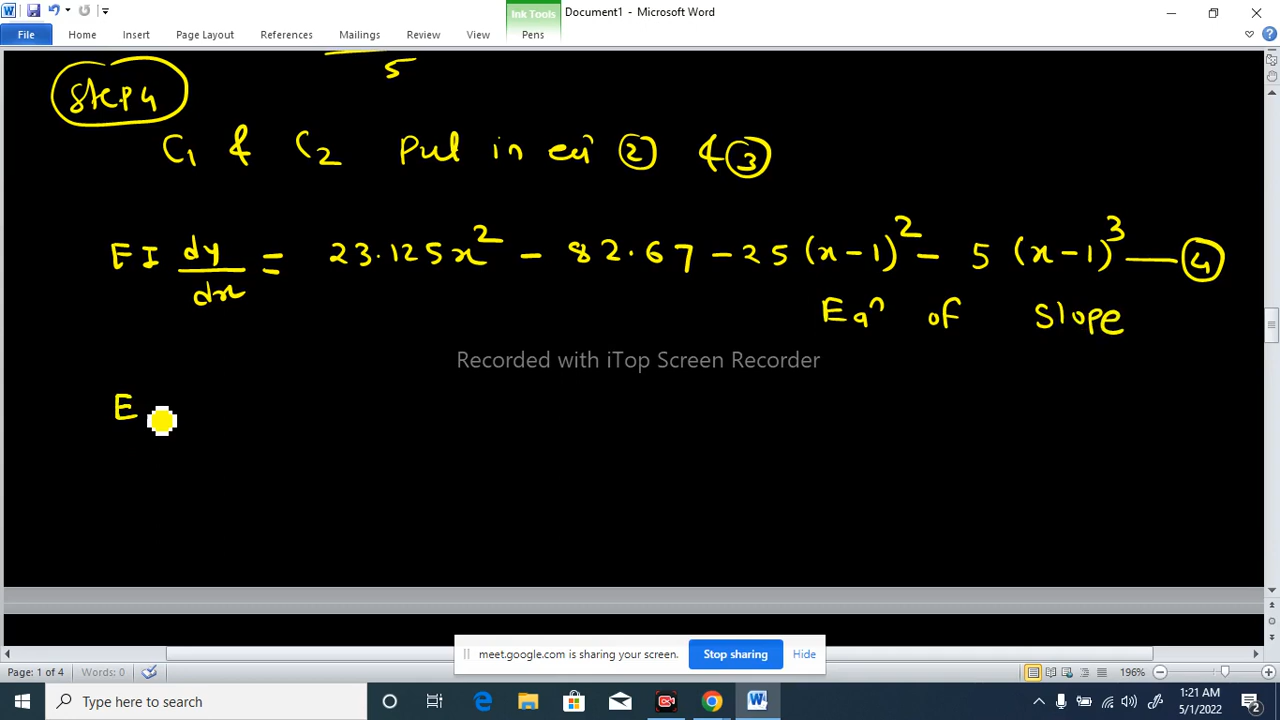 Document1 - Microsoft Word
Ink Tools
File Home Insert Page Layout References Mailings Review View Pens
5
Step 4
C1 & C2 Put in eqn 2 & 3
EI dy/dx = 23.125x² - 82.67 - 25 (x-1)² - 5 (x-1)³ — 4
Eqn of Slope
Recorded with iTop Screen Recorder
E
meet.google.com is sharing your screen. Stop sharing Hide
Page: 1 of 4 Words: 0 196%
Type here to search
1:21 AM
5/1/2022
2